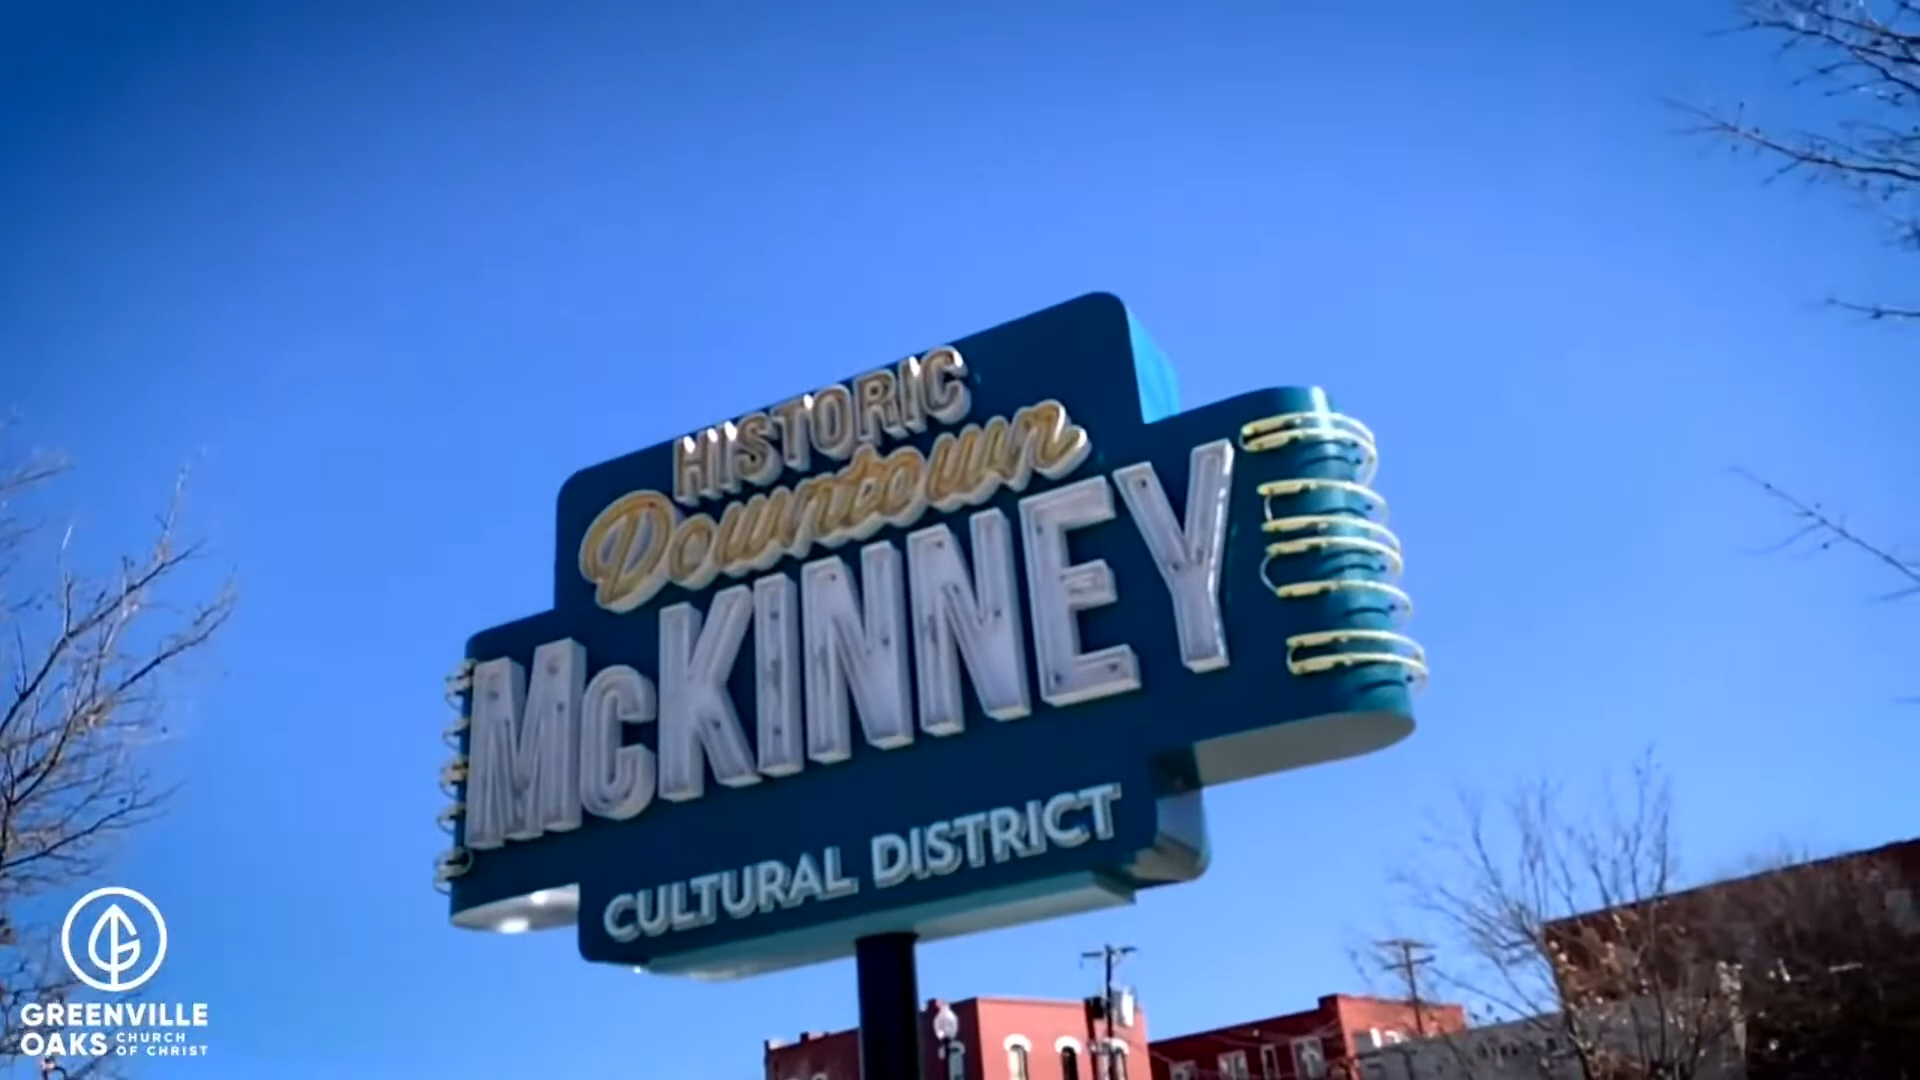 HISTORIC
Downtown
McKINNEY
CULTURAL DISTRICT
GREENVILLE
OAKS CHURCH
OF CHRIST